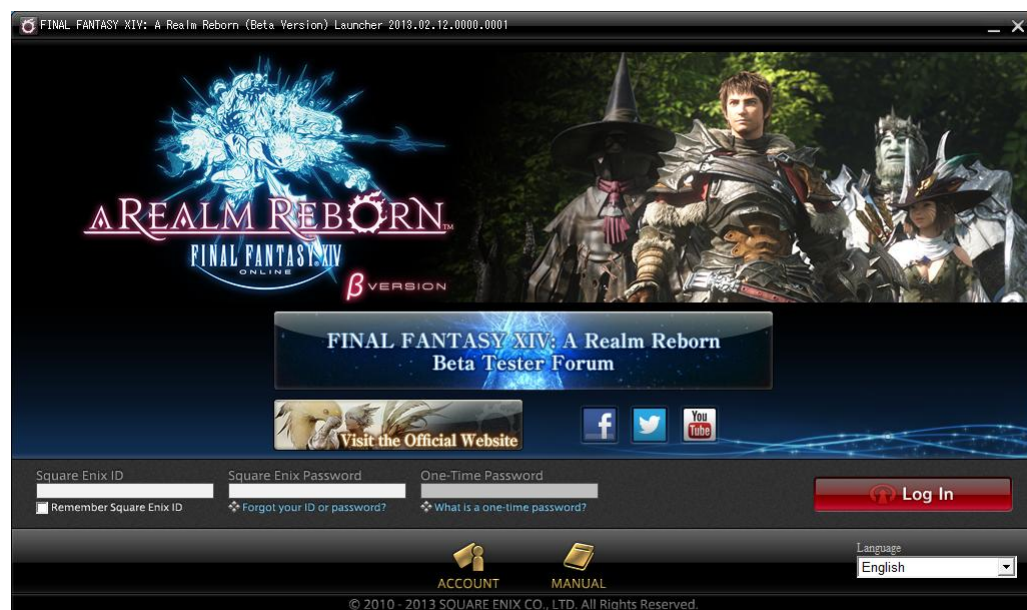 FINAL FANTASY XIV: A Realm Reborn (Beta Version) Launcher 2013.02.12.0000.0001
A REALM REBORN™
FINAL FANTASY XIV
ONLINE
β VERSION
FINAL FANTASY XIV: A Realm Reborn
Beta Tester Forum
Visit the Official Website
f
You
Tube
Square Enix ID
Square Enix Password
One-Time Password
Remember Square Enix ID
Forgot your ID or password?
What is a one-time password?
Log In
ACCOUNT
MANUAL
Language
English
© 2010 - 2013 SQUARE ENIX CO., LTD. All Rights Reserved.